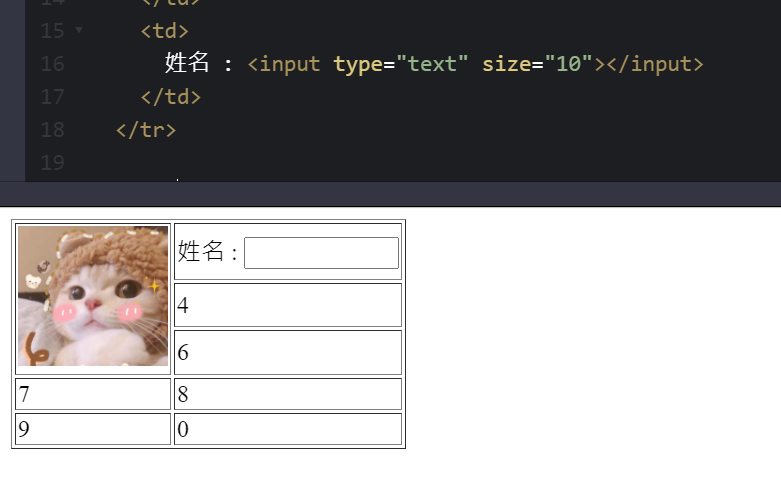 14 </td>
15 <td>
16 姓名 : <input type="text" size="10"></input>
17 </td>
18 </tr>
19
姓名 :
4
6
7 8
9 0